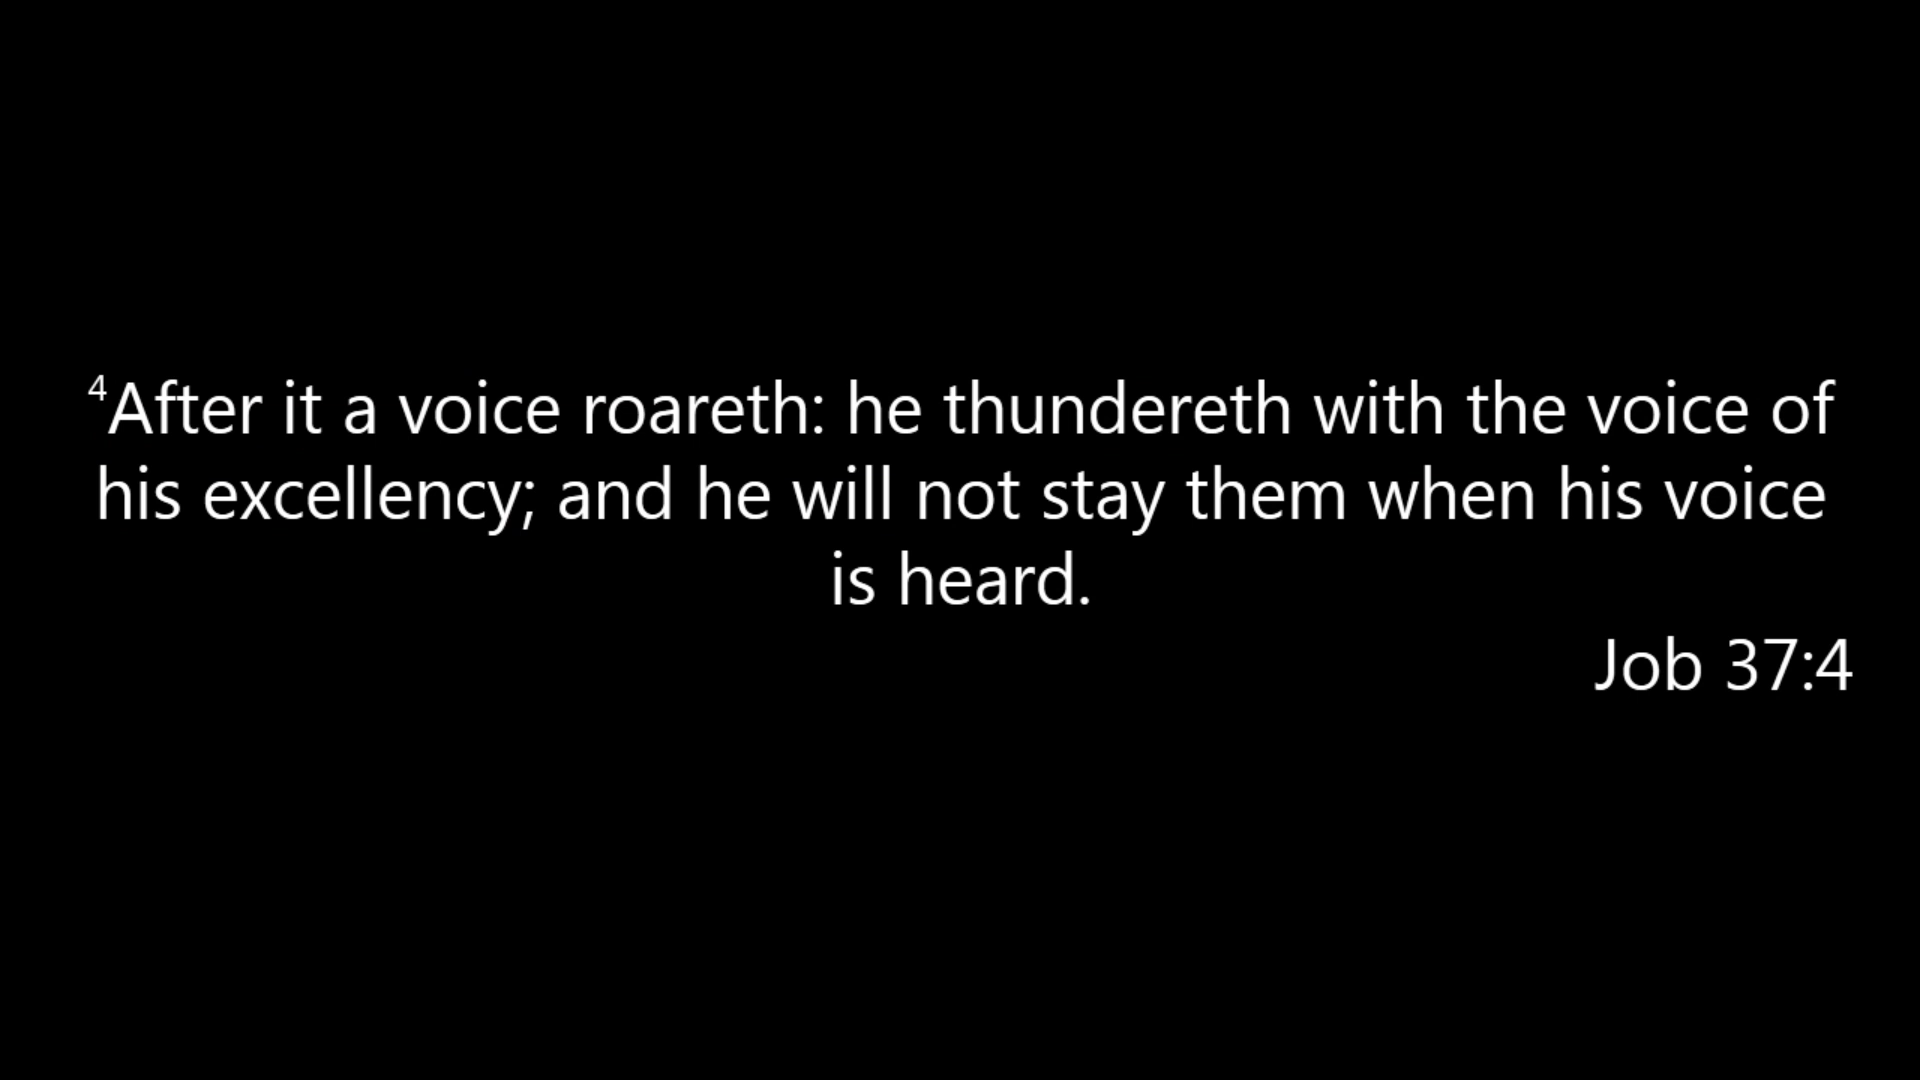 ⁴After it a voice roareth: he thundereth with the voice of
his excellency; and he will not stay them when his voice
is heard.
Job 37:4